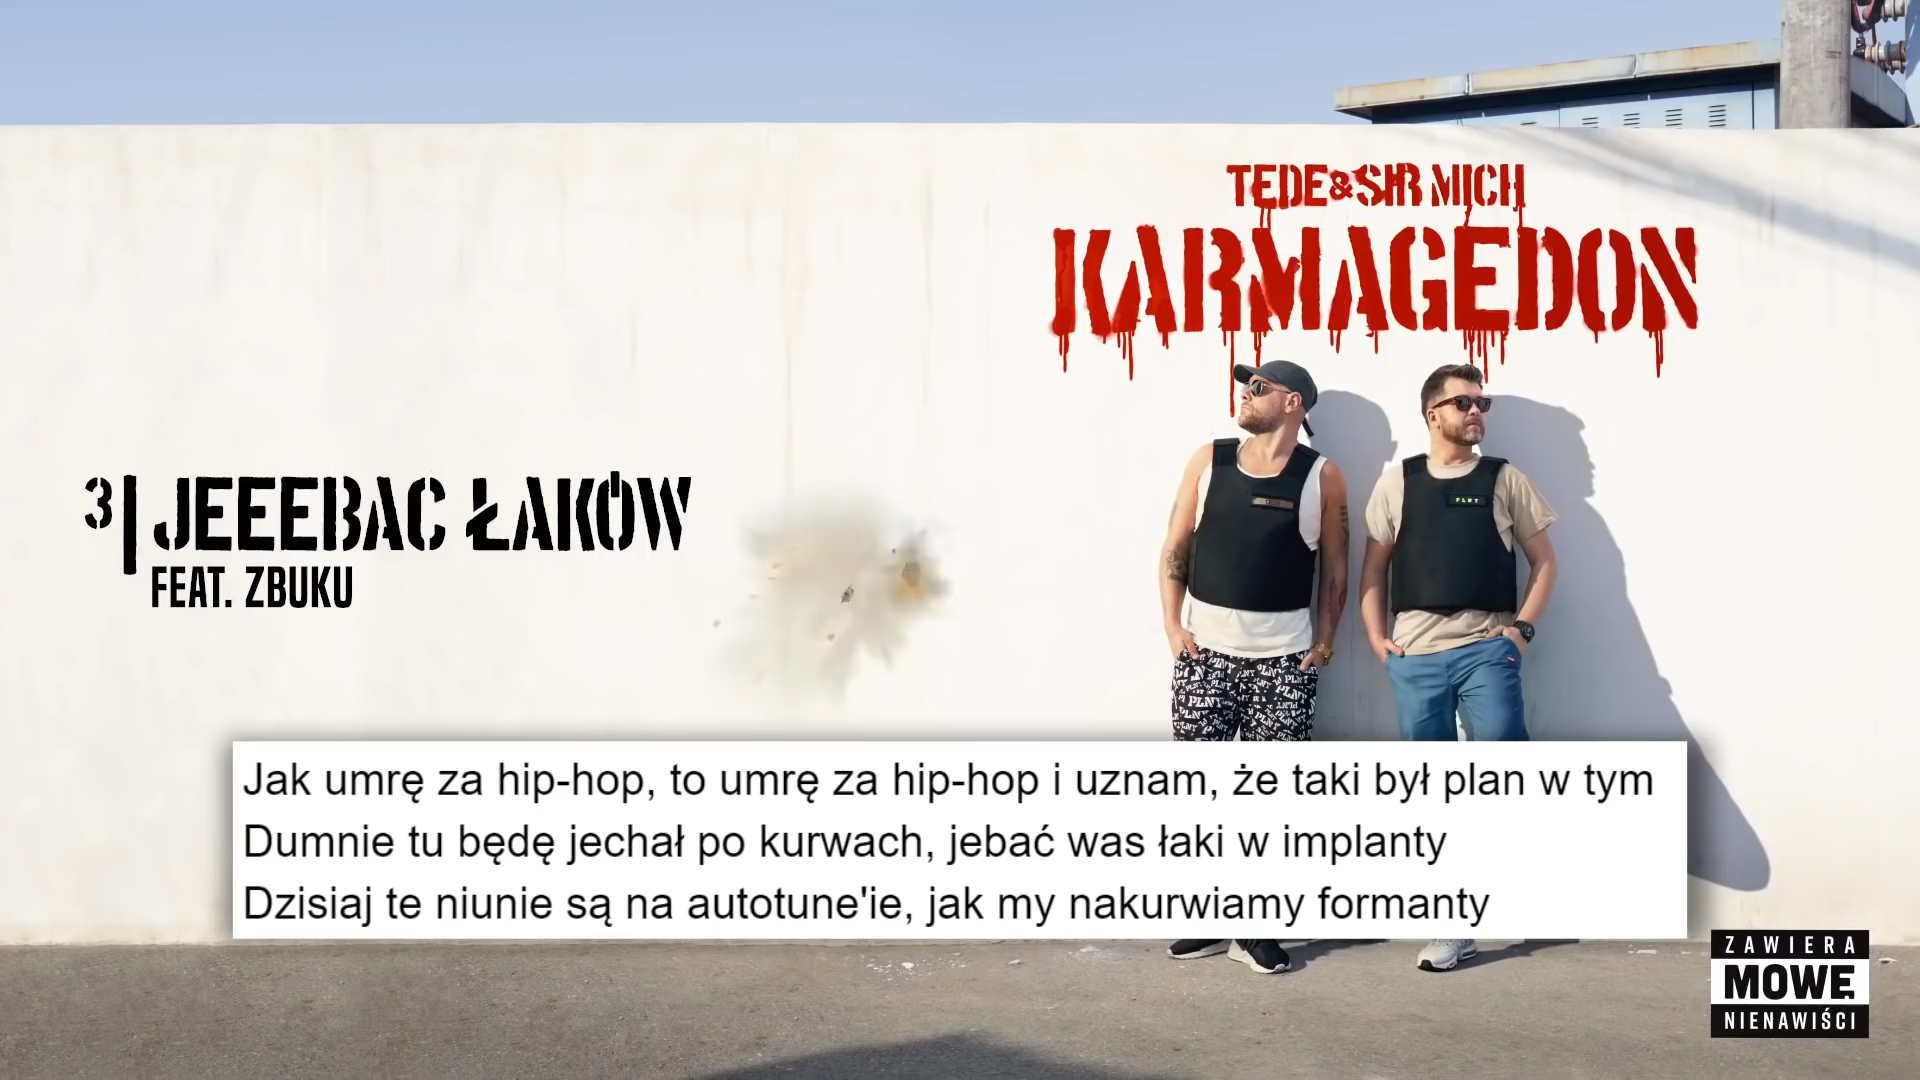 TEDE&SIR MICH
KARMAGEDON
3| JEEEBAC ŁAKÓW
FEAT. ZBUKU
PLNY
Jak umrę za hip-hop, to umrę za hip-hop i uznam, że taki był plan w tym
Dumnie tu będę jechał po kurwach, jebać was łaki w implanty
Dzisiaj te niunie są na autotune'ie, jak my nakurwiamy formanty
ZAWIERA
MOWĘ
NIENAWIŚCI